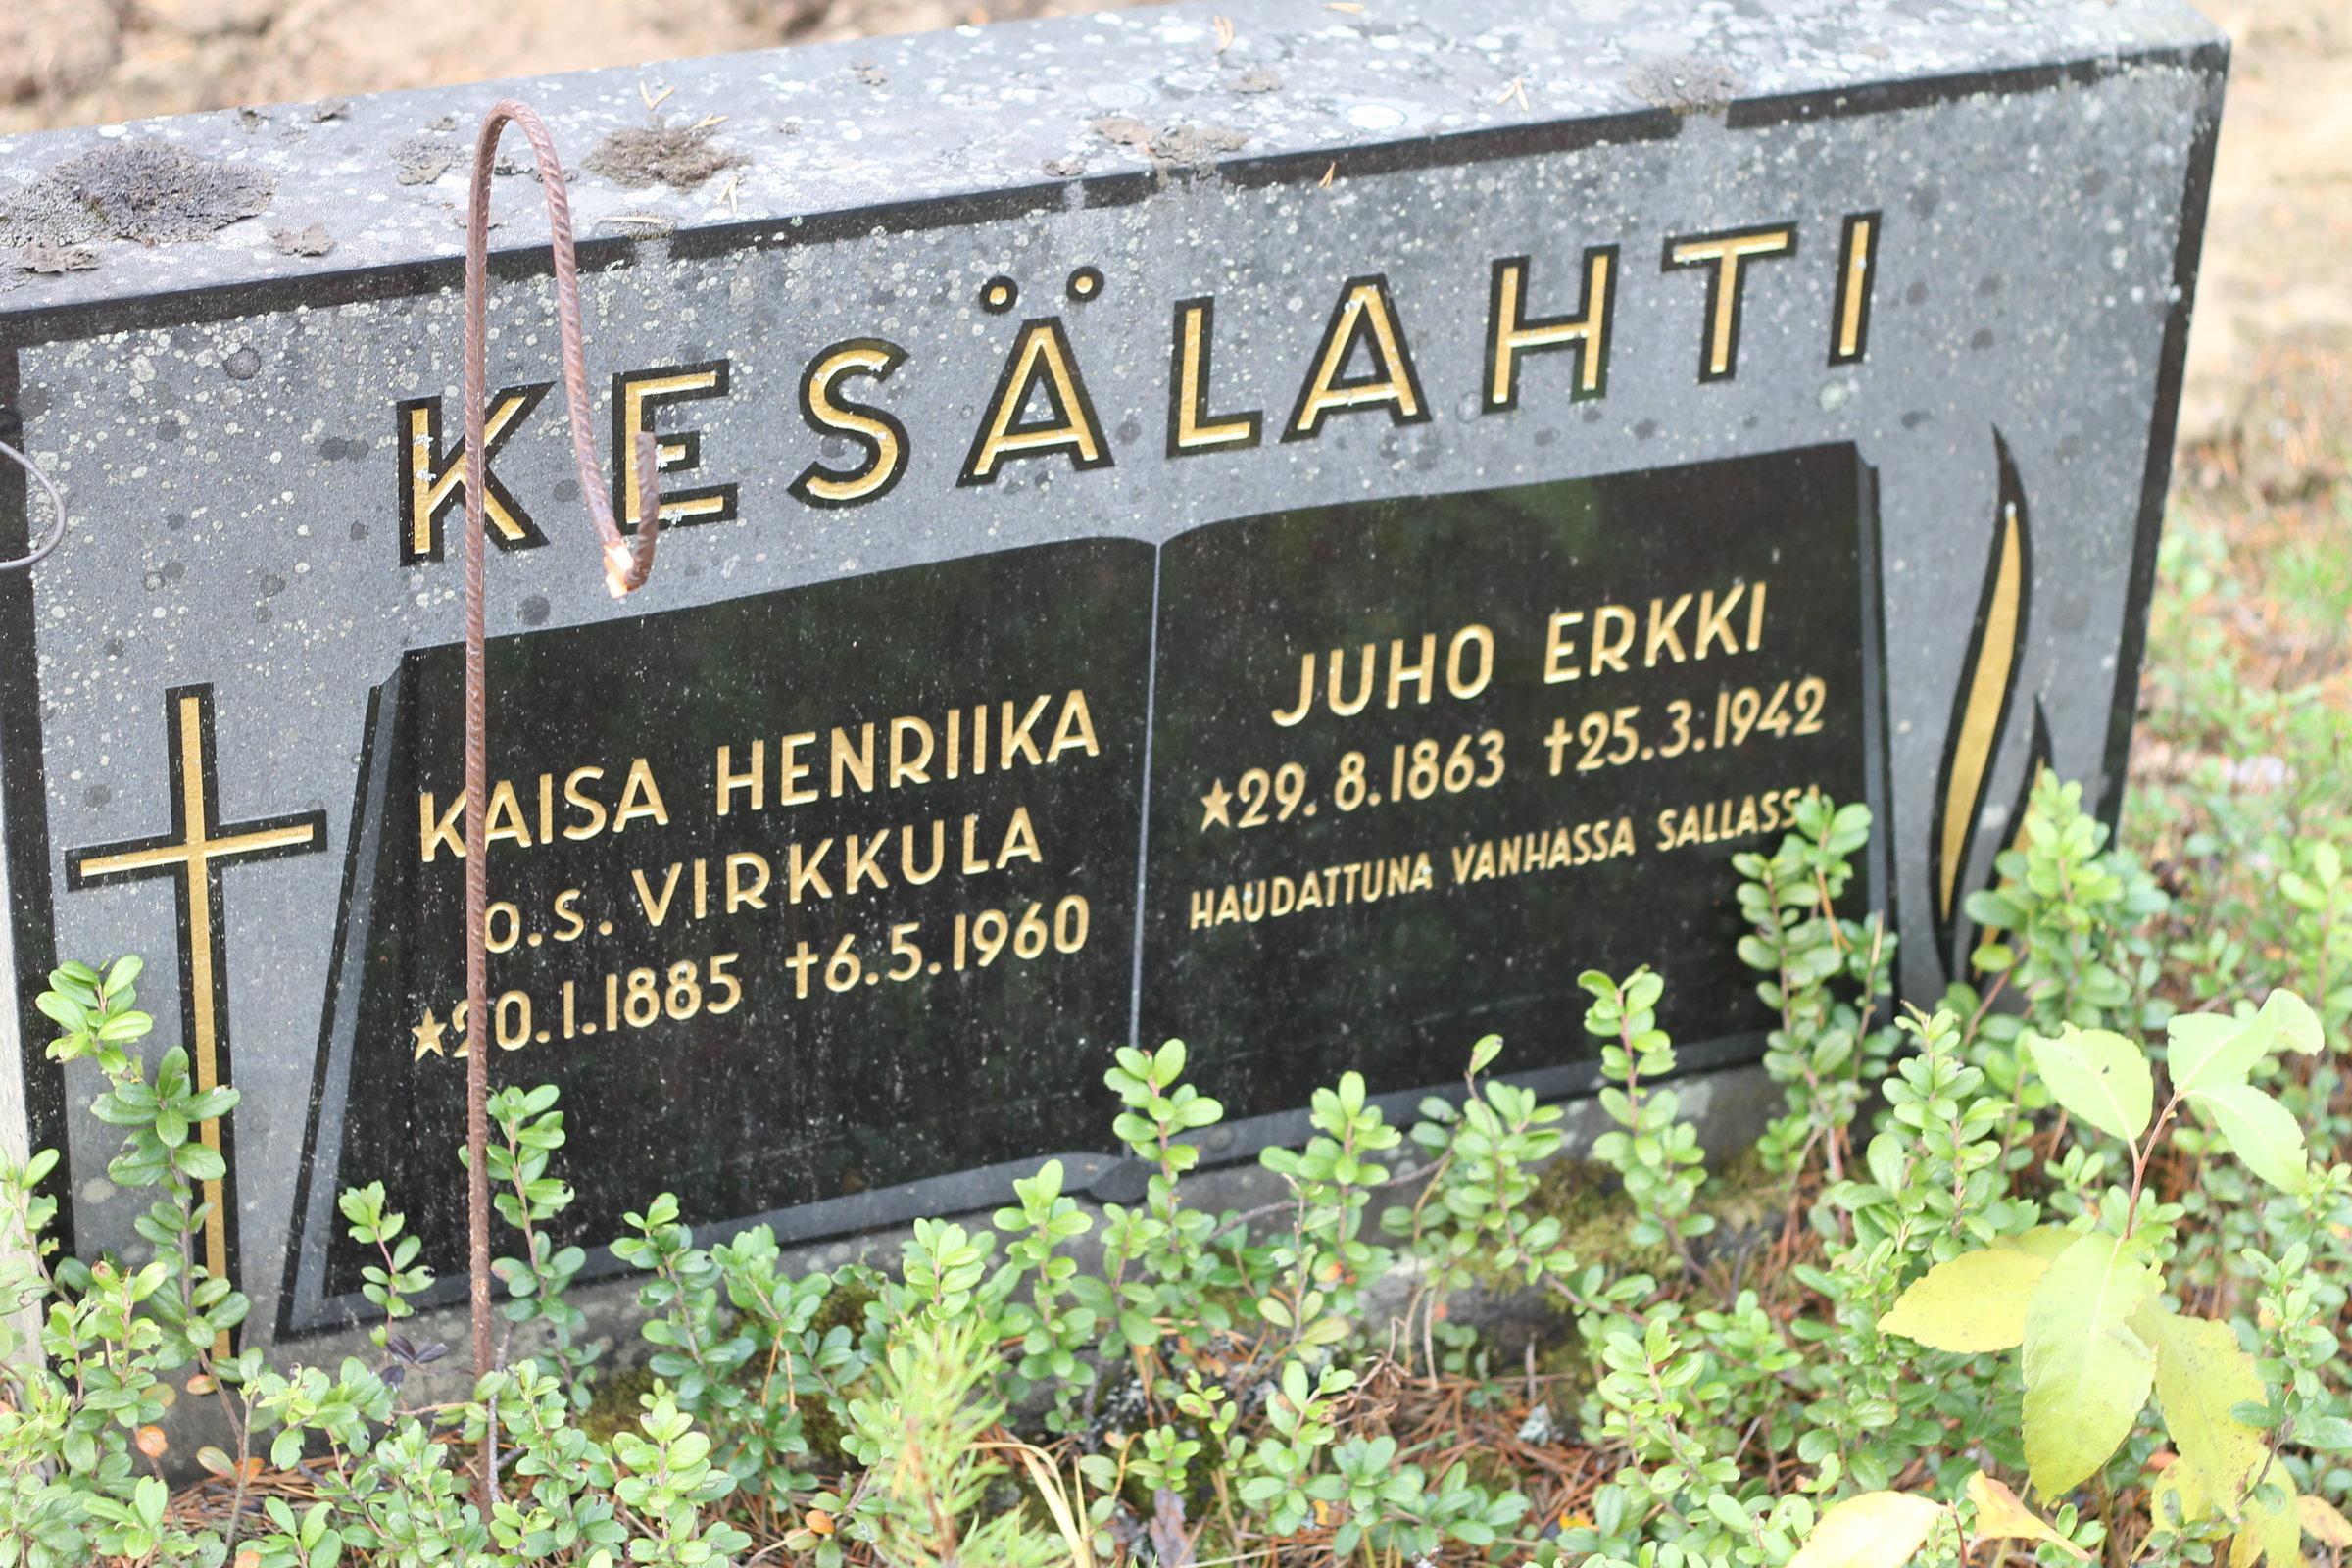 KESÄLAHTI
KAISA HENRIIKA
O.S. VIRKKULA
★20.1.1885 †6.5.1960
JUHO ERKKI
★29.8.1863 †25.3.1942
HAUDATTUNA VANHASSA SALLASSA